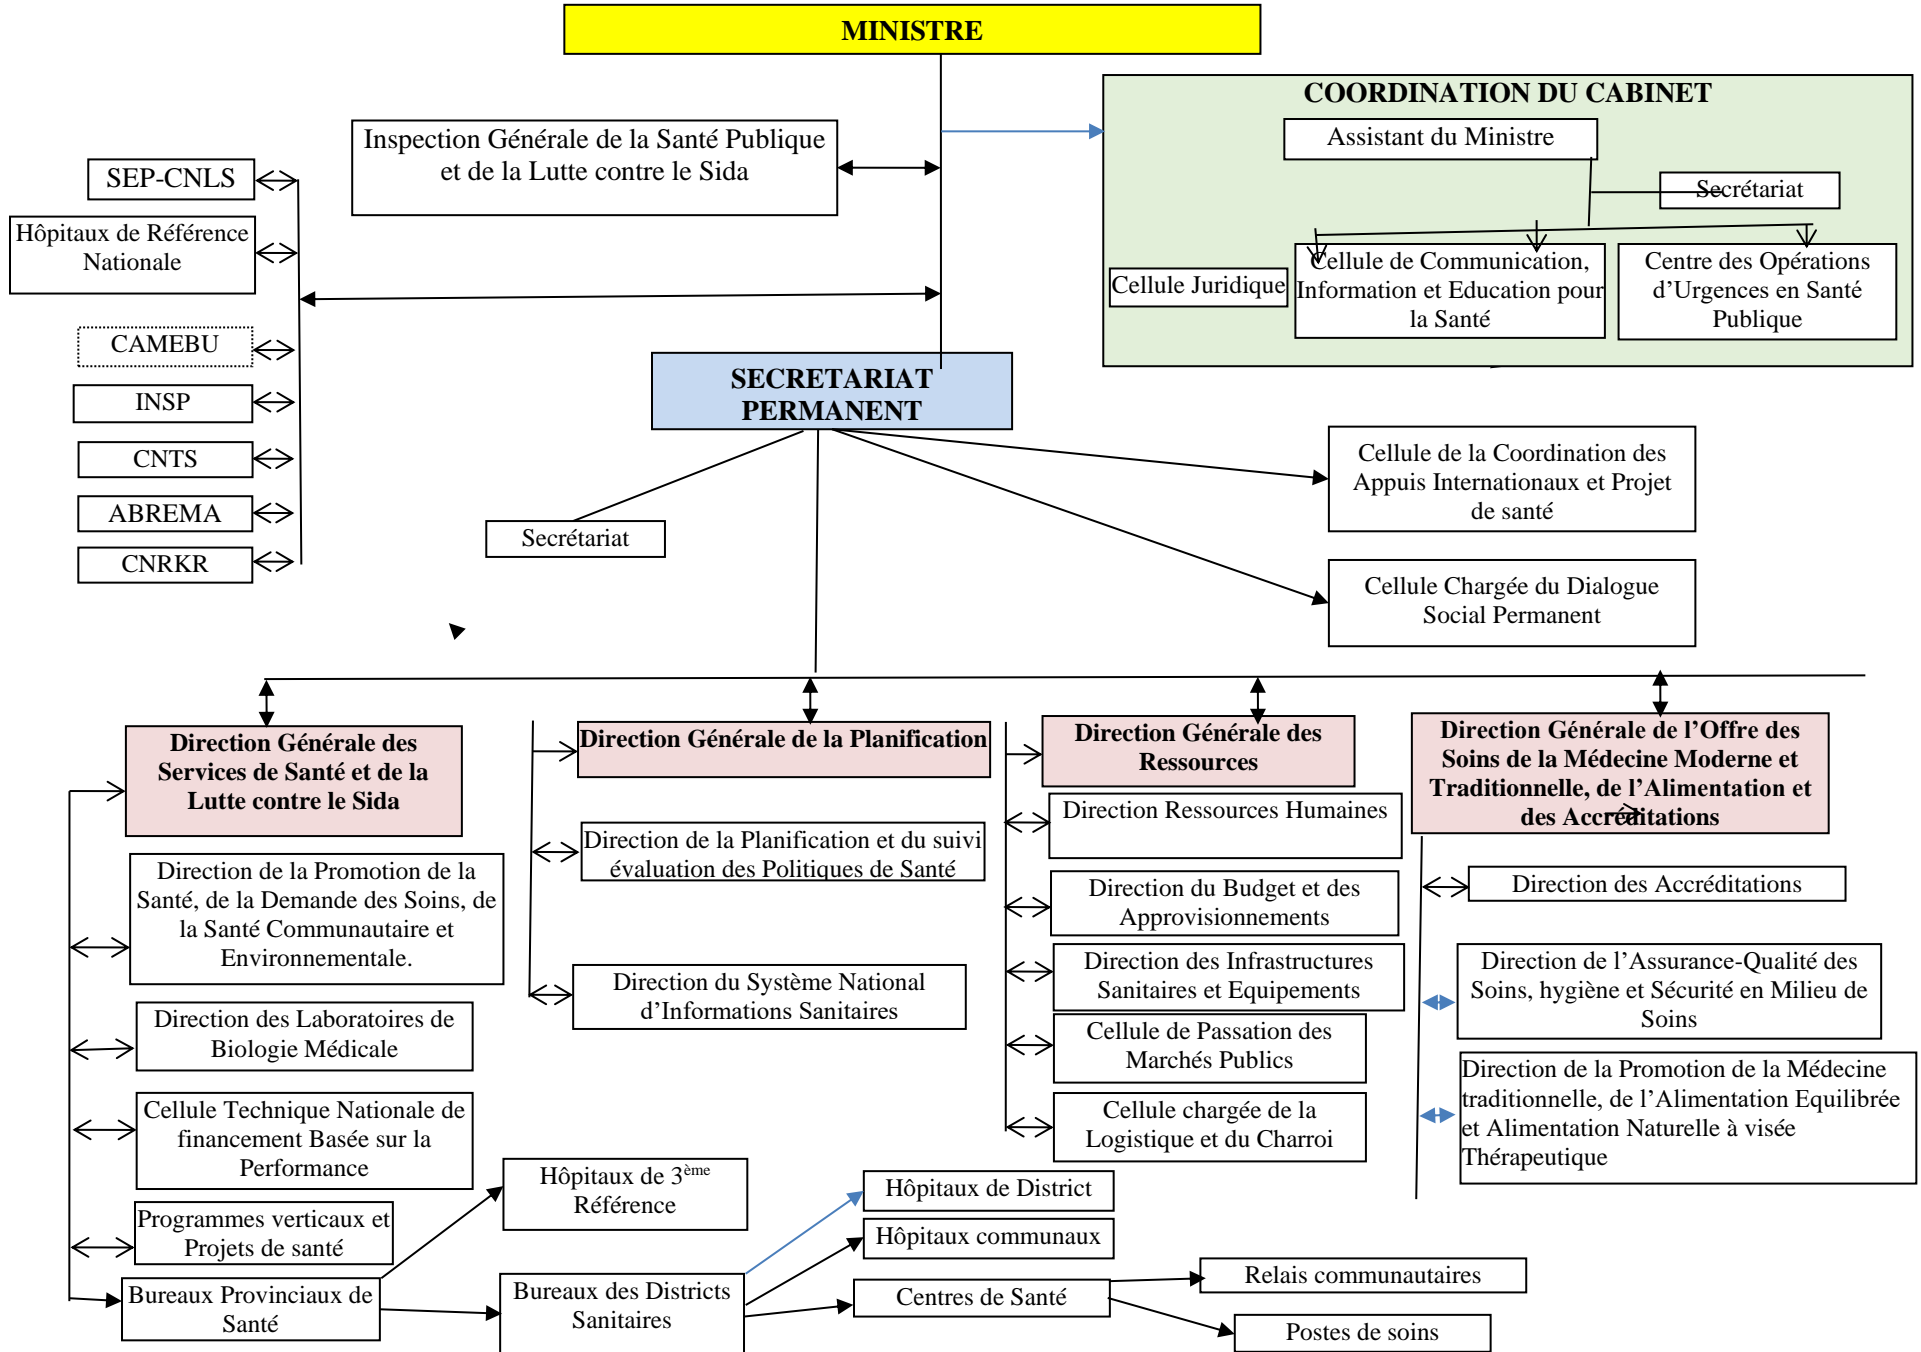 MINISTRE
COORDINATION DU CABINET
Assistant du Ministre
Secrétariat
Cellule Juridique
Cellule de Communication,
Information et Education pour
la Santé
Centre des Opérations
d’Urgences en Santé
Publique
Inspection Générale de la Santé Publique
et de la Lutte contre le Sida
SEP-CNLS
Hôpitaux de Référence
Nationale
CAMEBU
INSP
CNTS
ABREMA
CNRKR
SECRETARIAT
PERMANENT
Secrétariat
Cellule de la Coordination des
Appuis Internationaux et Projet
de santé
Cellule Chargée du Dialogue
Social Permanent
Direction Générale des
Services de Santé et de la
Lutte contre le Sida
Direction de la Promotion de la
Santé, de la Demande des Soins, de
la Santé Communautaire et
Environnementale.
Direction des Laboratoires de
Biologie Médicale
Cellule Technique Nationale de
financement Basée sur la
Performance
Programmes verticaux et
Projets de santé
Bureaux Provinciaux de
Santé
Direction Générale de la Planification
Direction de la Planification et du suivi
évaluation des Politiques de Santé
Direction du Système National
d’Informations Sanitaires
Direction Générale des
Ressources
Direction Ressources Humaines
Direction du Budget et des
Approvisionnements
Direction des Infrastructures
Sanitaires et Equipements
Cellule de Passation des
Marchés Publics
Cellule chargée de la
Logistique et du Charroi
Direction Générale de l’Offre des
Soins de la Médecine Moderne et
Traditionnelle, de l’Alimentation et
des Accréditations
Direction des Accréditations
Direction de l’Assurance-Qualité des
Soins, hygiène et Sécurité en Milieu de
Soins
Direction de la Promotion de la Médecine
traditionnelle, de l’Alimentation Equilibrée
et Alimentation Naturelle à visée
Thérapeutique
Hôpitaux de 3ème
Référence
Bureaux des Districts
Sanitaires
Hôpitaux de District
Hôpitaux communaux
Centres de Santé
Relais communautaires
Postes de soins